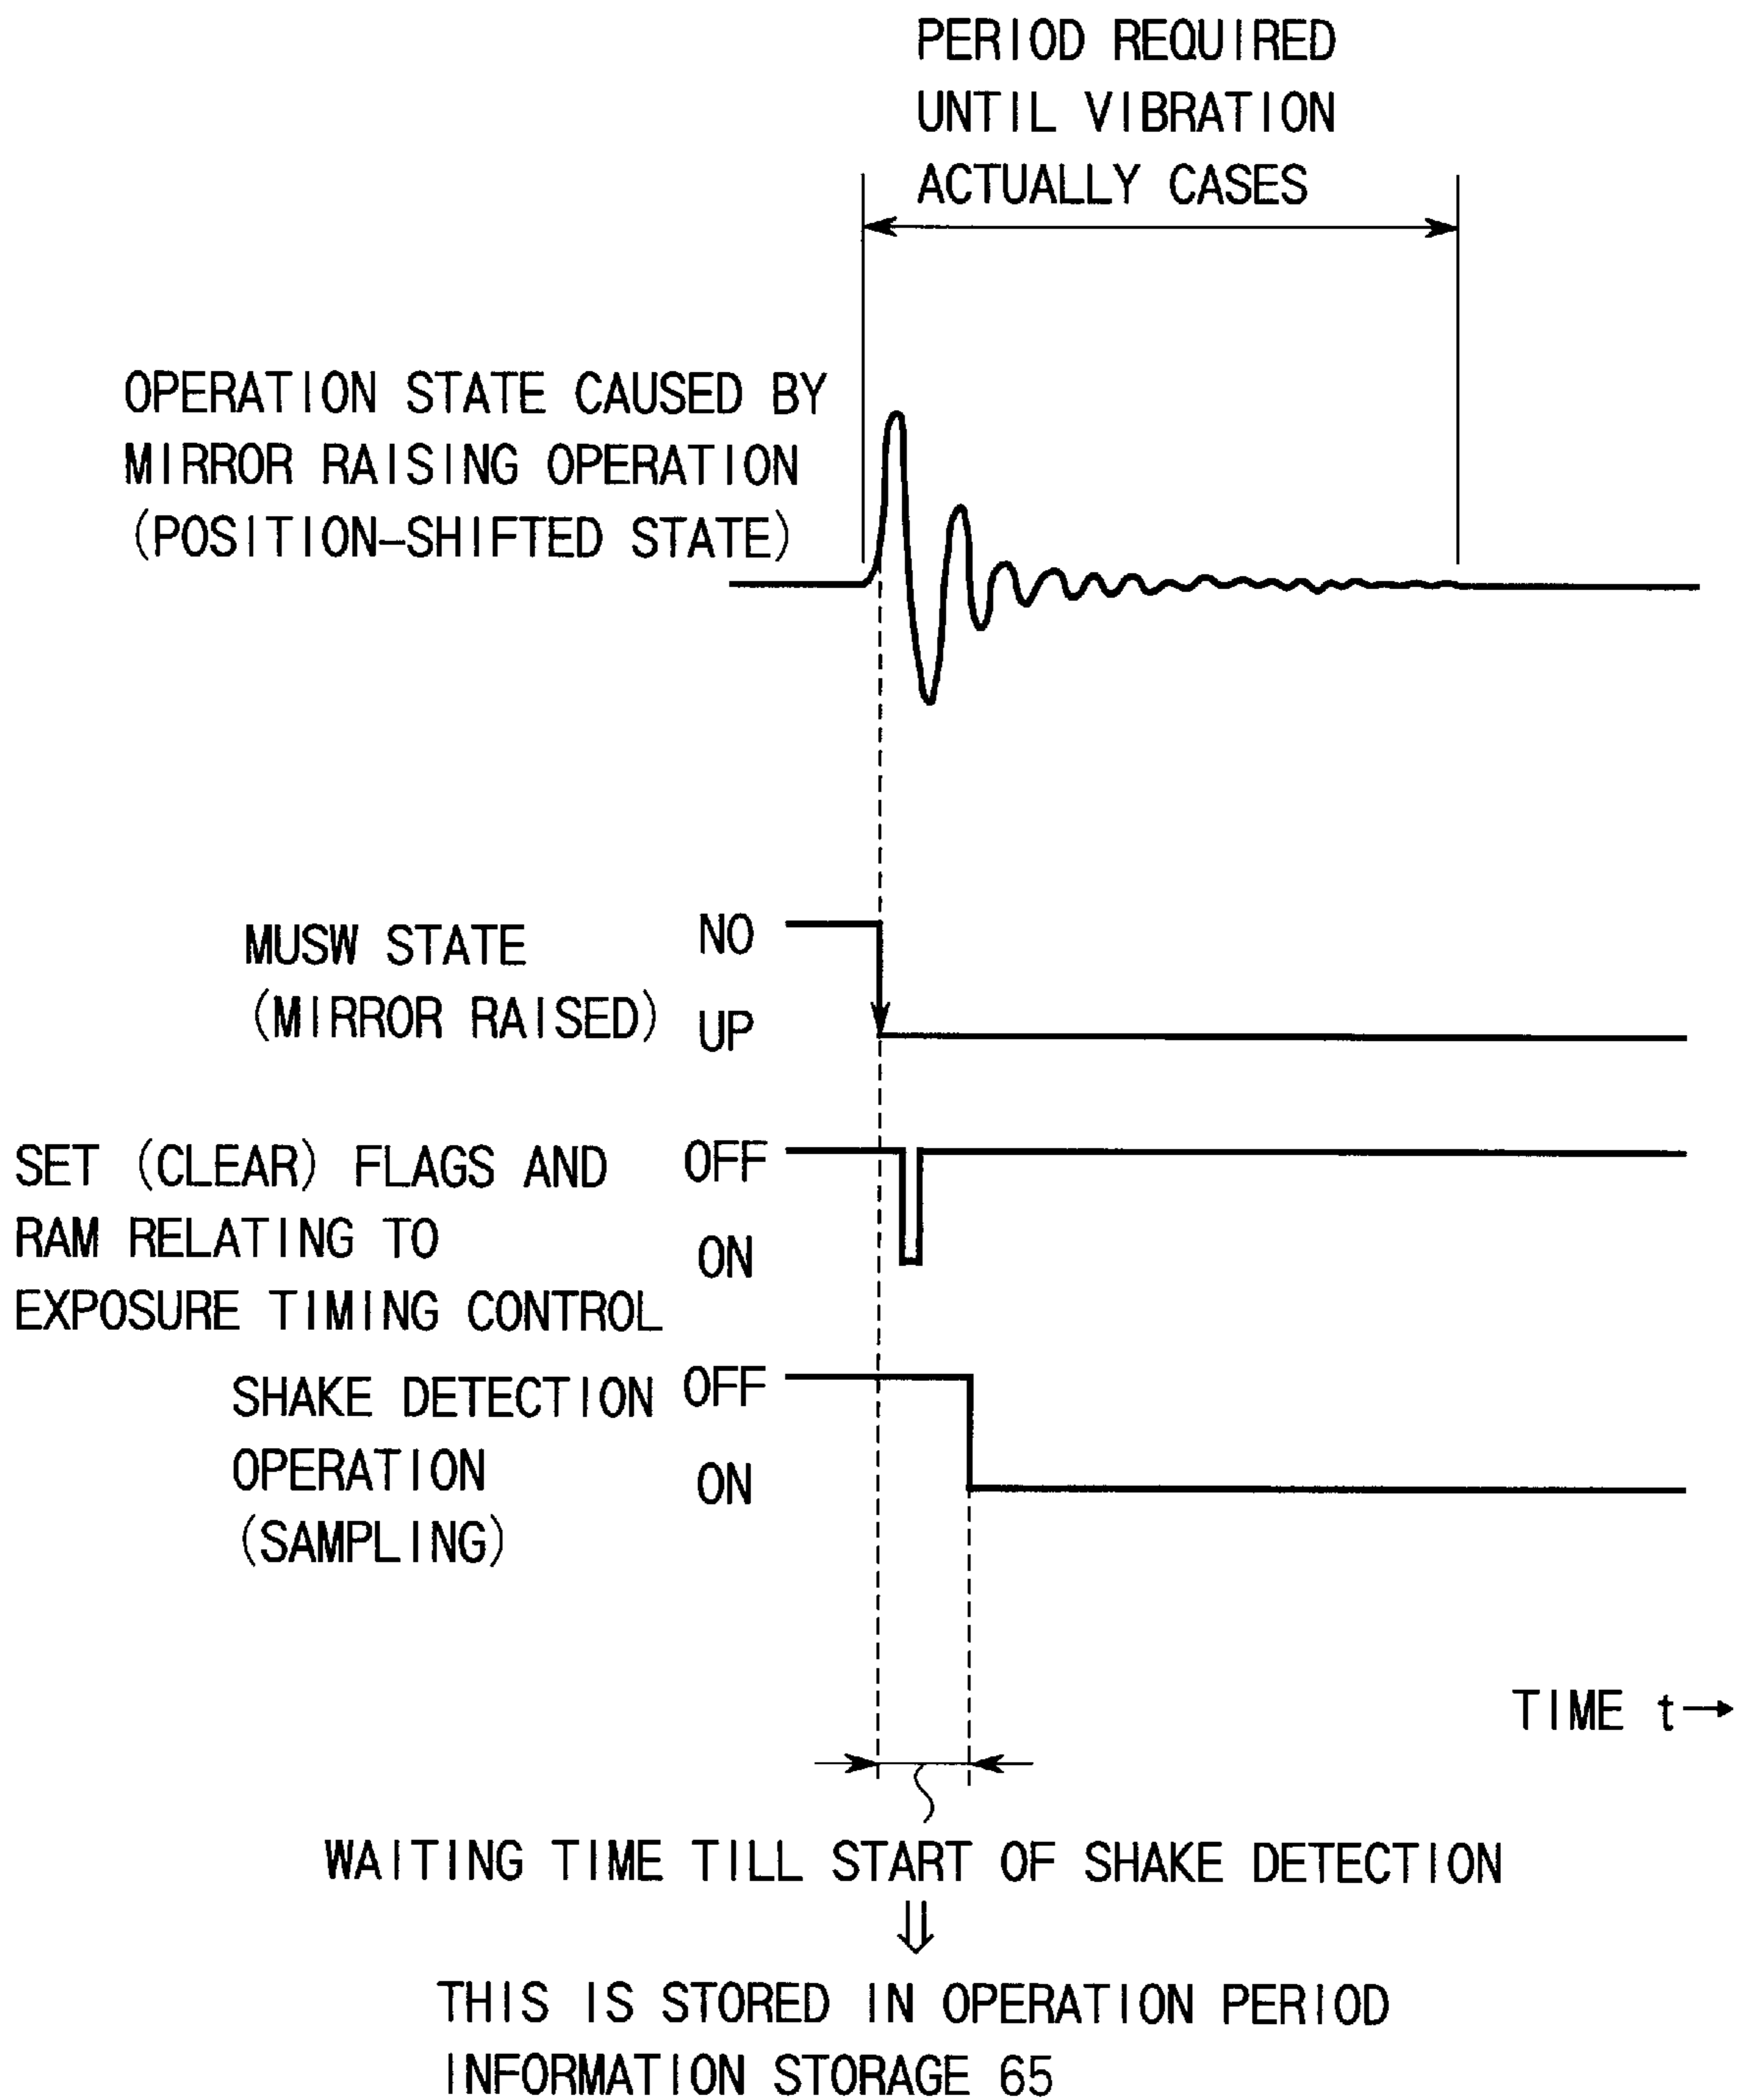 PERIOD REQUIRED
UNTIL VIBRATION
ACTUALLY CASES
OPERATION STATE CAUSED BY
MIRROR RAISING OPERATION
(POSITION-SHIFTED STATE)
MUSW STATE
(MIRROR RAISED)
NO
UP
SET (CLEAR) FLAGS AND
RAM RELATING TO
EXPOSURE TIMING CONTROL
OFF
ON
SHAKE DETECTION
OPERATION
(SAMPLING)
OFF
ON
TIME t→
WAITING TIME TILL START OF SHAKE DETECTION
⇓
THIS IS STORED IN OPERATION PERIOD
INFORMATION STORAGE 65